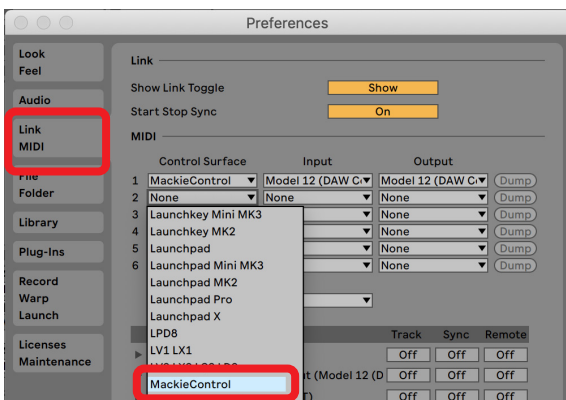 Preferences
Look
Feel
Audio
Link
MIDI
File
Folder
Library
Plug-Ins
Record
Warp
Launch
Licenses
Maintenance
Link
Show Link Toggle Show
Start Stop Sync On
MIDI
Control Surface Input Output
1 MackieControl Model 12 (DAW Model 12 (DAW Dump
2 None None None Dump
3 None Dump
4 None Dump
5 None Dump
6 None Dump
Launchkey Mini MK3
Launchkey MK2
Launchpad
Launchpad Mini MK3
Launchpad MK2
Launchpad Pro
Launchpad X
LPD8
LV1 LX1
MackieControl
Track Sync Remote
Off Off Off
(Model 12 (D Off Off Off
Off Off Off